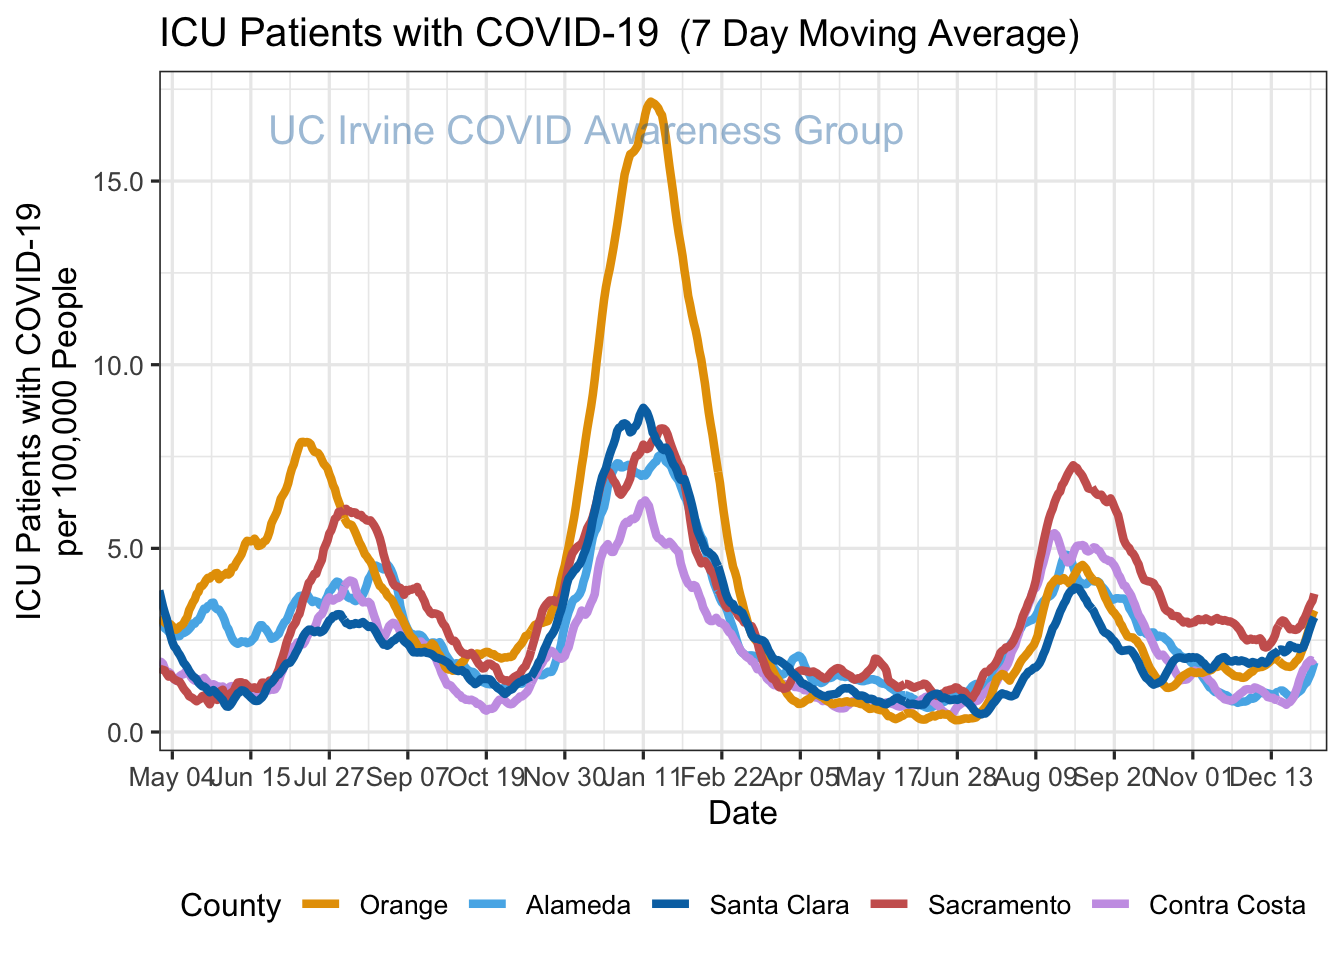 ICU Patients with COVID-19 (7 Day Moving Average)
UC Irvine COVID Awareness Group
ICU Patients with COVID-19
per 100,000 People
15.0
10.0
5.0
0.0
May 04 Jun 15 Jul 27 Sep 07 Oct 19 Nov 30 Jan 11 Feb 22 Apr 05 May 17 Jun 28 Aug 09 Sep 20 Nov 01 Dec 13
Date
County Orange Alameda Santa Clara Sacramento Contra Costa